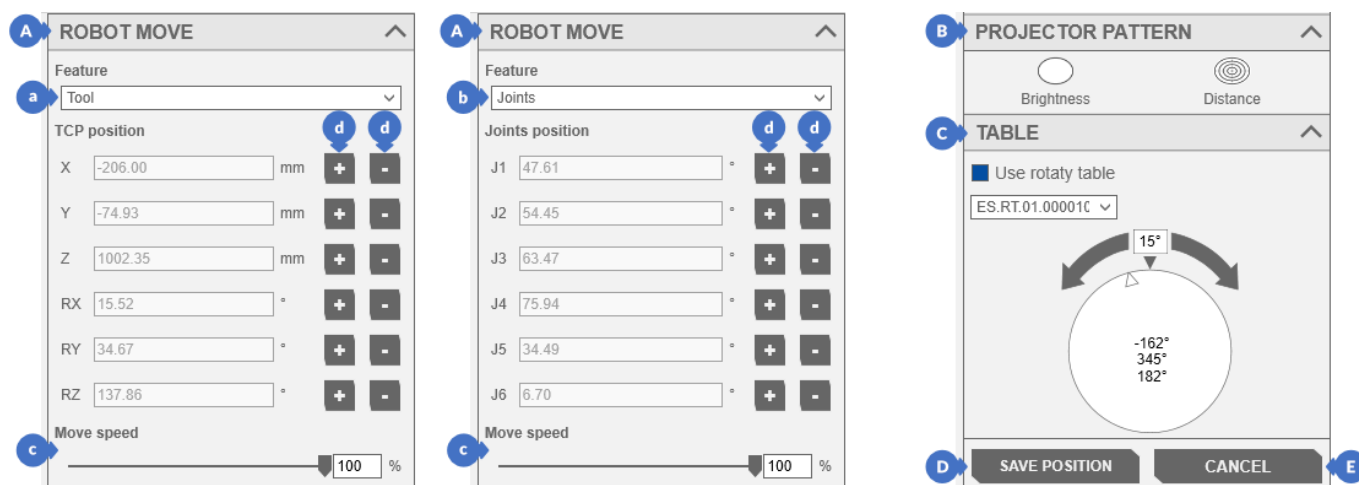 A ROBOT MOVE
Feature
a Tool
TCP position d d
X -206.00 mm + -
Y -74.93 mm + -
Z 1002.35 mm + -
RX 15.52 ° + -
RY 34.67 ° + -
RZ 137.86 ° + -
Move speed
c 100 %
A ROBOT MOVE
Feature
b Joints
Joints position d d
J1 47.61 ° + -
J2 54.45 ° + -
J3 63.47 ° + -
J4 75.94 ° + -
J5 34.49 ° + -
J6 6.70 ° + -
Move speed
c 100 %
B PROJECTOR PATTERN
Brightness Distance
C TABLE
Use rotaty table
ES.RT.01.00001
15°
-162°
345°
182°
D SAVE POSITION CANCEL E